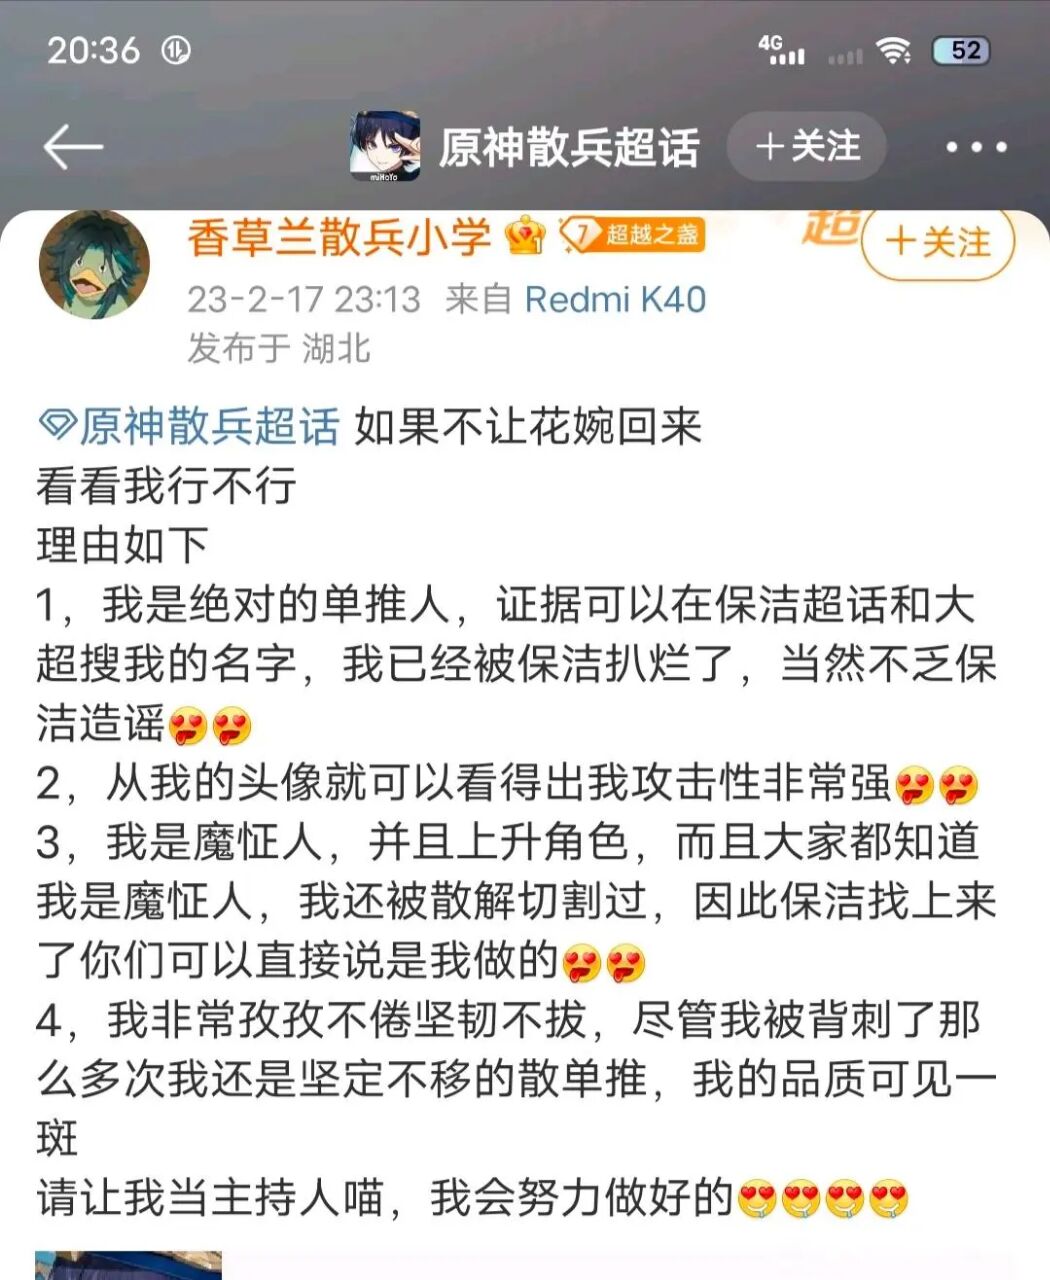 20:36
4G
52
miHoYo
原神散兵超话
+关注
香草兰散兵小学
7 超越之盏
超
+关注
23-2-17 23:13 来自 Redmi K40
发布于 湖北
原神散兵超话 如果不让花婉回来
看看我行不行
理由如下
1，我是绝对的单推人，证据可以在保洁超话和大
超搜我的名字，我已经被保洁扒烂了，当然不乏保
洁造谣
2，从我的头像就可以看得出我攻击性非常强
3，我是魔怔人，并且上升角色，而且大家都知道
我是魔怔人，我还被散解切割过，因此保洁找上来
了你们可以直接说是我做的
4，我非常孜孜不倦坚韧不拔，尽管我被背刺了那
么多次我还是坚定不移的散单推，我的品质可见一
斑
请让我当主持人喵，我会努力做好的